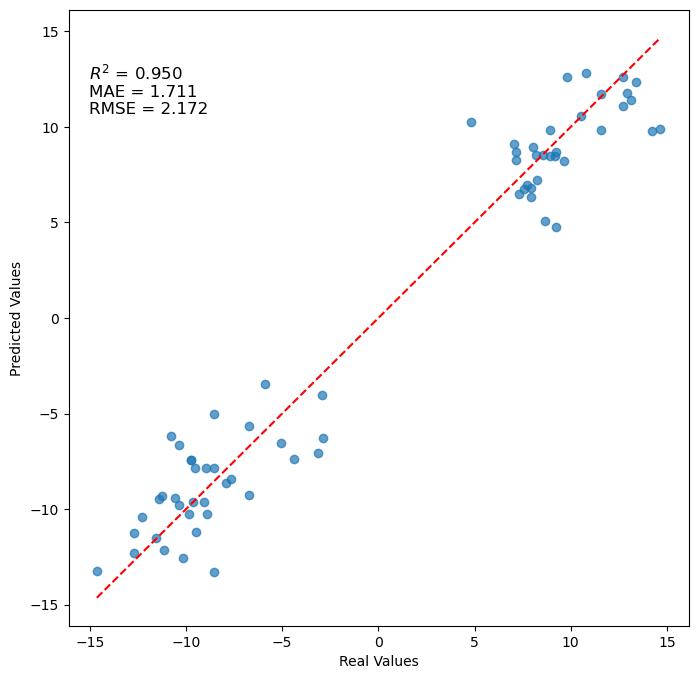 R² = 0.950
MAE = 1.711
RMSE = 2.172
15
10
5
0
−5
−10
−15
Predicted Values
−15 −10 −5 0 5 10 15
Real Values